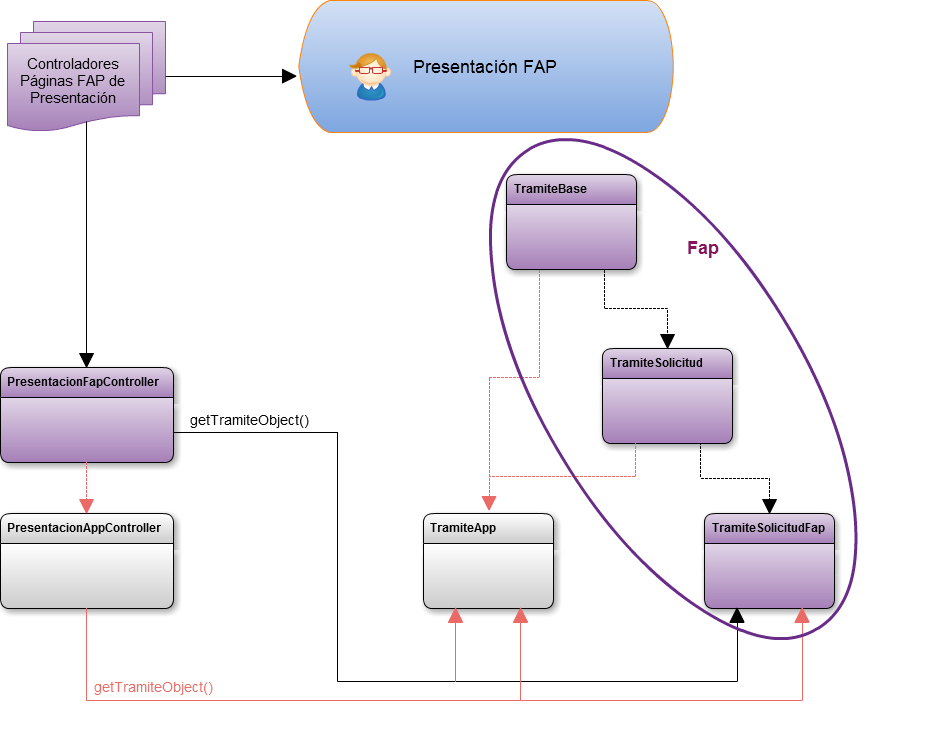 Controladores
Páginas FAP de
Presentación
Presentación FAP
TramiteBase
Fap
TramiteSolicitud
PresentacionFapController
getTramiteObject()
PresentacionAppController
TramiteApp
TramiteSolicitudFap
getTramiteObject()